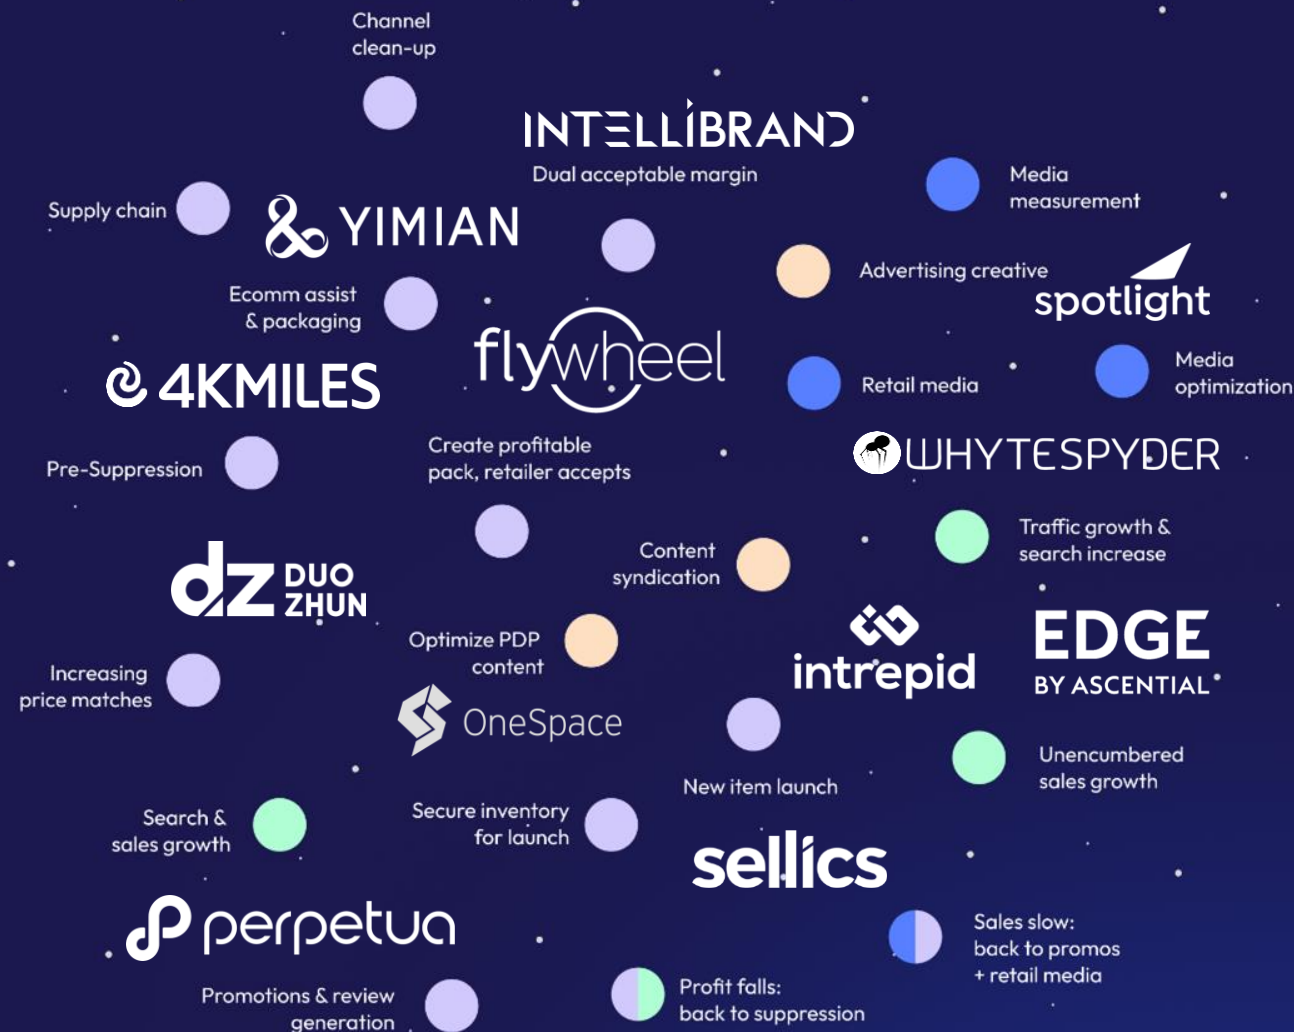 Channel
clean-up
INTELLIBRAND
Dual acceptable margin
Media
measurement
Supply chain
& YIMIAN
Advertising creative
spotlight
Ecomm assist
& packaging
flywheel
4KMILES
Retail media
Media
optimization
Create profitable
pack, retailer accepts
WHYTESPYDER
Pre-Suppression
Traffic growth &
search increase
Content
syndication
dz DUO
ZHUN
Optimize PDP
content
intrepid
EDGE
BY ASCENTIAL
Increasing
price matches
OneSpace
Unencumbered
sales growth
New item launch
Search &
sales growth
Secure inventory
for launch
sellics
perpetua
Sales slow:
back to promos
+ retail media
Promotions & review
generation
Profit falls:
back to suppression